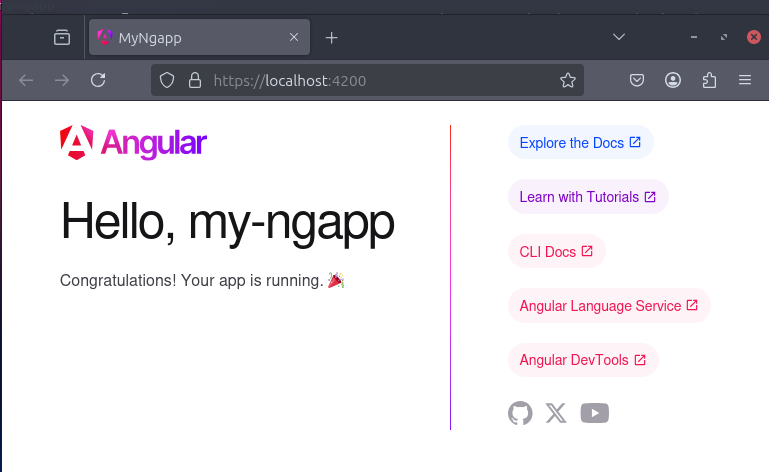 MyNgapp
https://localhost:4200
Angular
Hello, my-ngapp
Congratulations! Your app is running. 🎉
Explore the Docs
Learn with Tutorials
CLI Docs
Angular Language Service
Angular DevTools